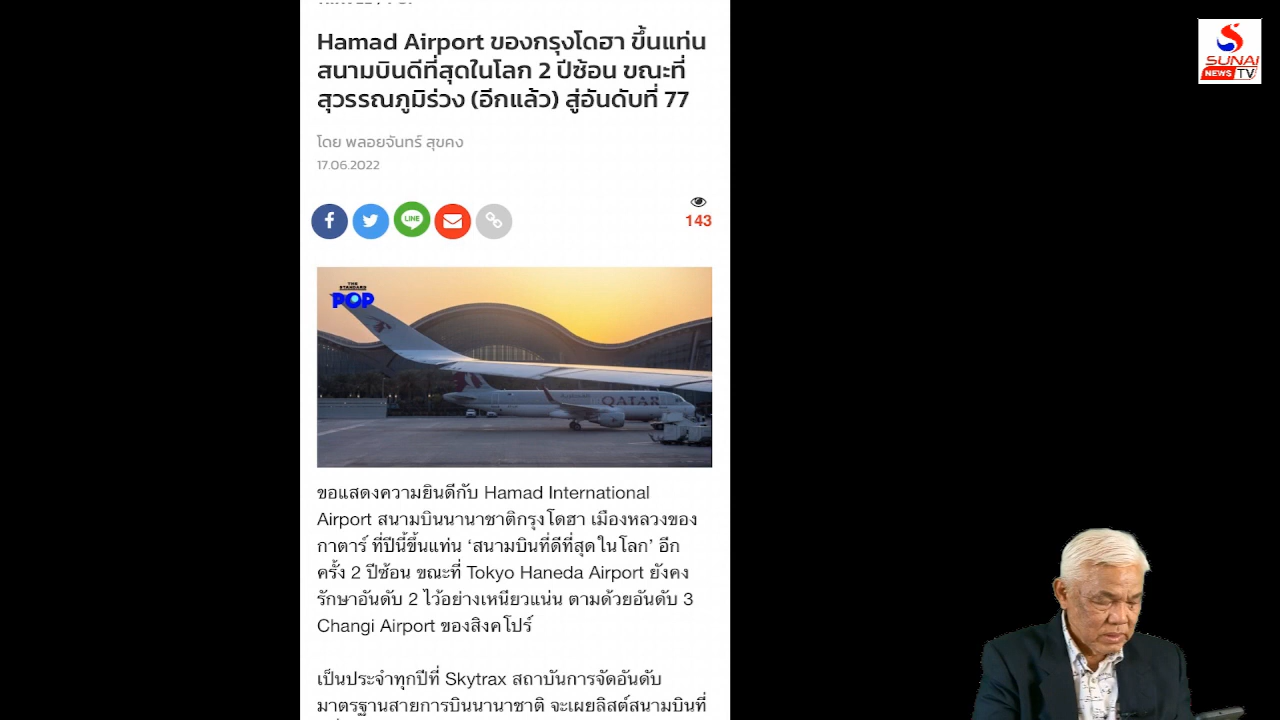 Hamad Airport ของกรุงโดฮา ขึ้นแท่น
สนามบินดีที่สุดในโลก 2 ปีซ้อน ขณะที่
สุวรรณภูมิร่วง (อีกแล้ว) สู่อันดับที่ 77
โดย พลอยจันทร์ สุขคง
17.06.2022
LINE
143
THE STANDARD
POP
QATAR
ขอแสดงความยินดีกับ Hamad International
Airport สนามบินนานาชาติกรุงโดฮา เมืองหลวงของ
กาตาร์ ที่ปีนี้ขึ้นแท่น ‘สนามบินที่ดีที่สุดในโลก’ อีก
ครั้ง 2 ปีซ้อน ขณะที่ Tokyo Haneda Airport ยังคง
รักษาอันดับ 2 ไว้อย่างเหนียวแน่น ตามด้วยอันดับ 3
Changi Airport ของสิงคโปร์
เป็นประจำทุกปีที่ Skytrax สถาบันการจัดอันดับ
มาตรฐานสายการบินนานาชาติ จะเผยลิสต์สนามบินที่
SUNAI
NEWS TV